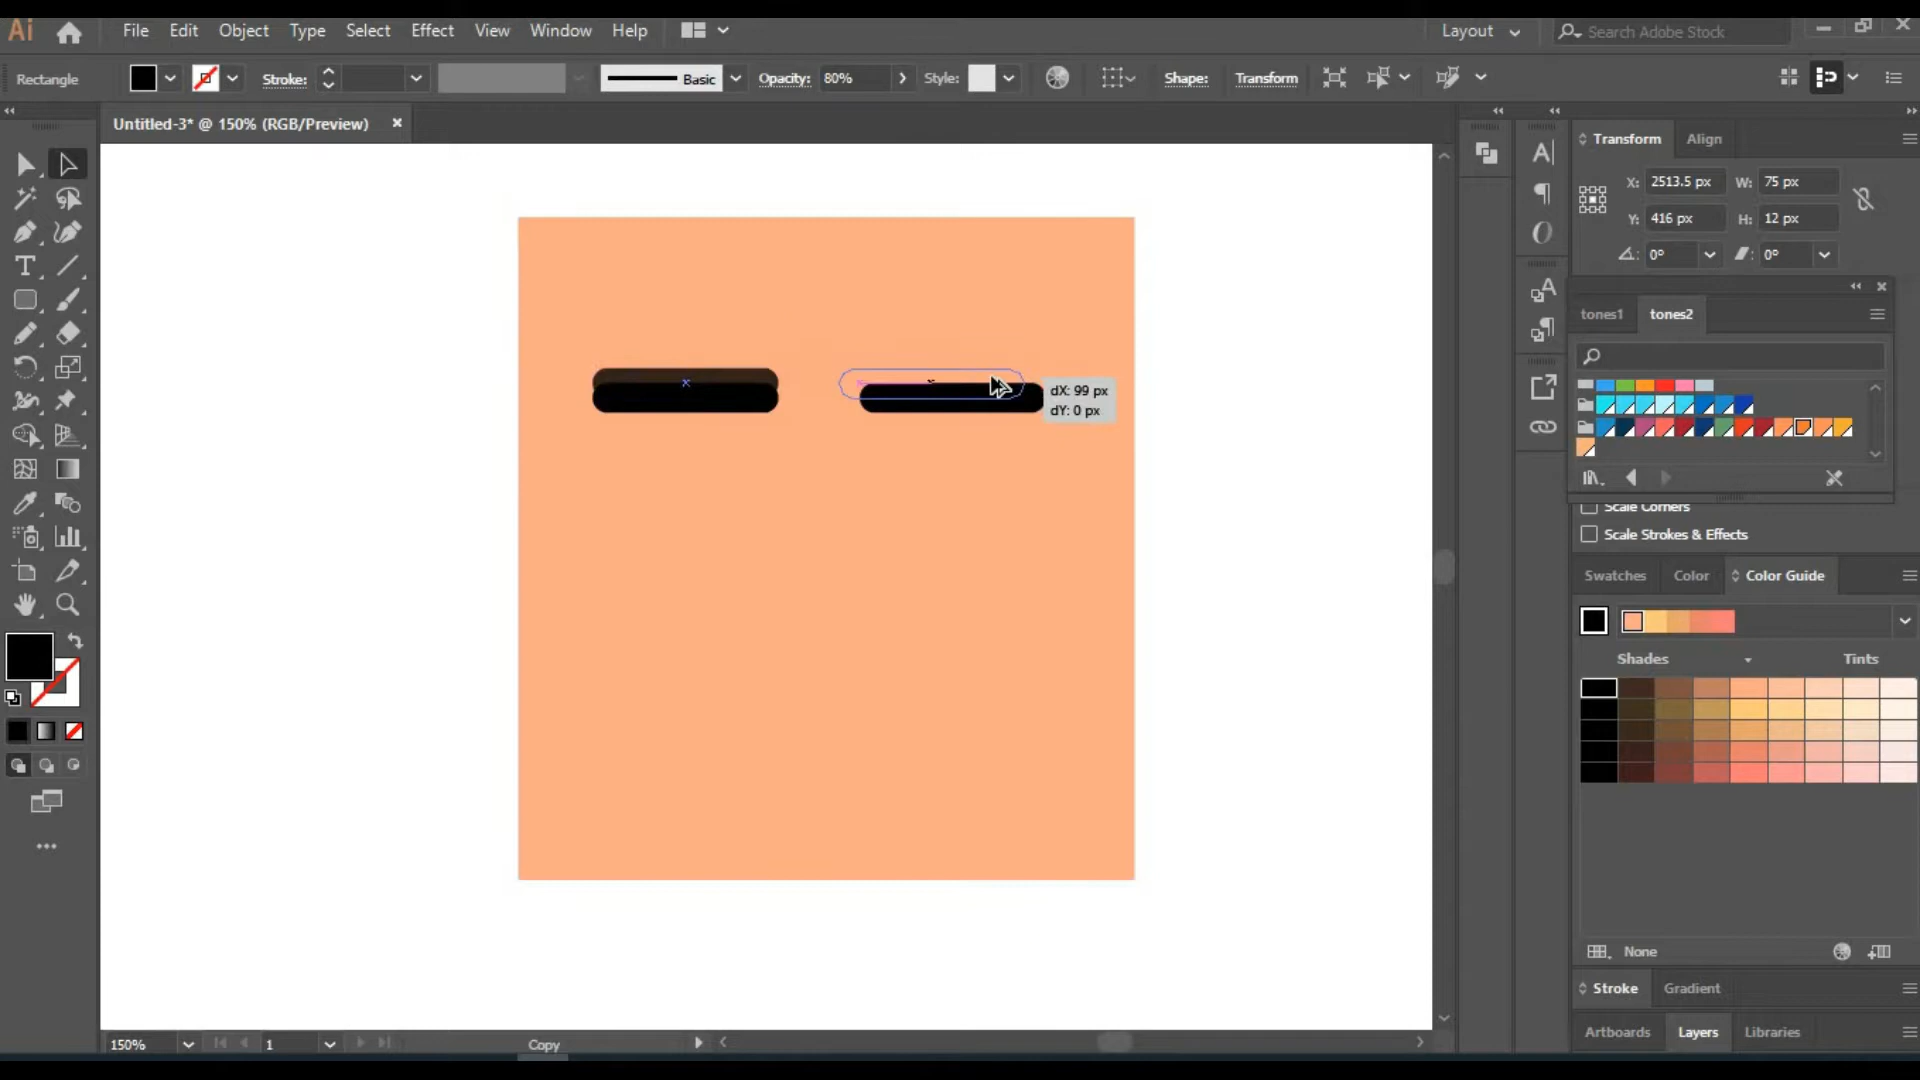 Ai File Edit Object Type Select Effect View Window Help Layout Search Adobe Stock
Rectangle Stroke: Basic Opacity: 80% Style: Shape: Transform
Untitled-3* @ 150% (RGB/Preview)
Transform Align
X: 2513.5 px W: 75 px
Y: 416 px H: 12 px
0° 0°
tones1 tones2
dX: 99 px
dY: 0 px
Scale Corners
Scale Strokes & Effects
Swatches Color Color Guide
Shades Tints
None
Stroke Gradient
Artboards Layers Libraries
150% 1 Copy